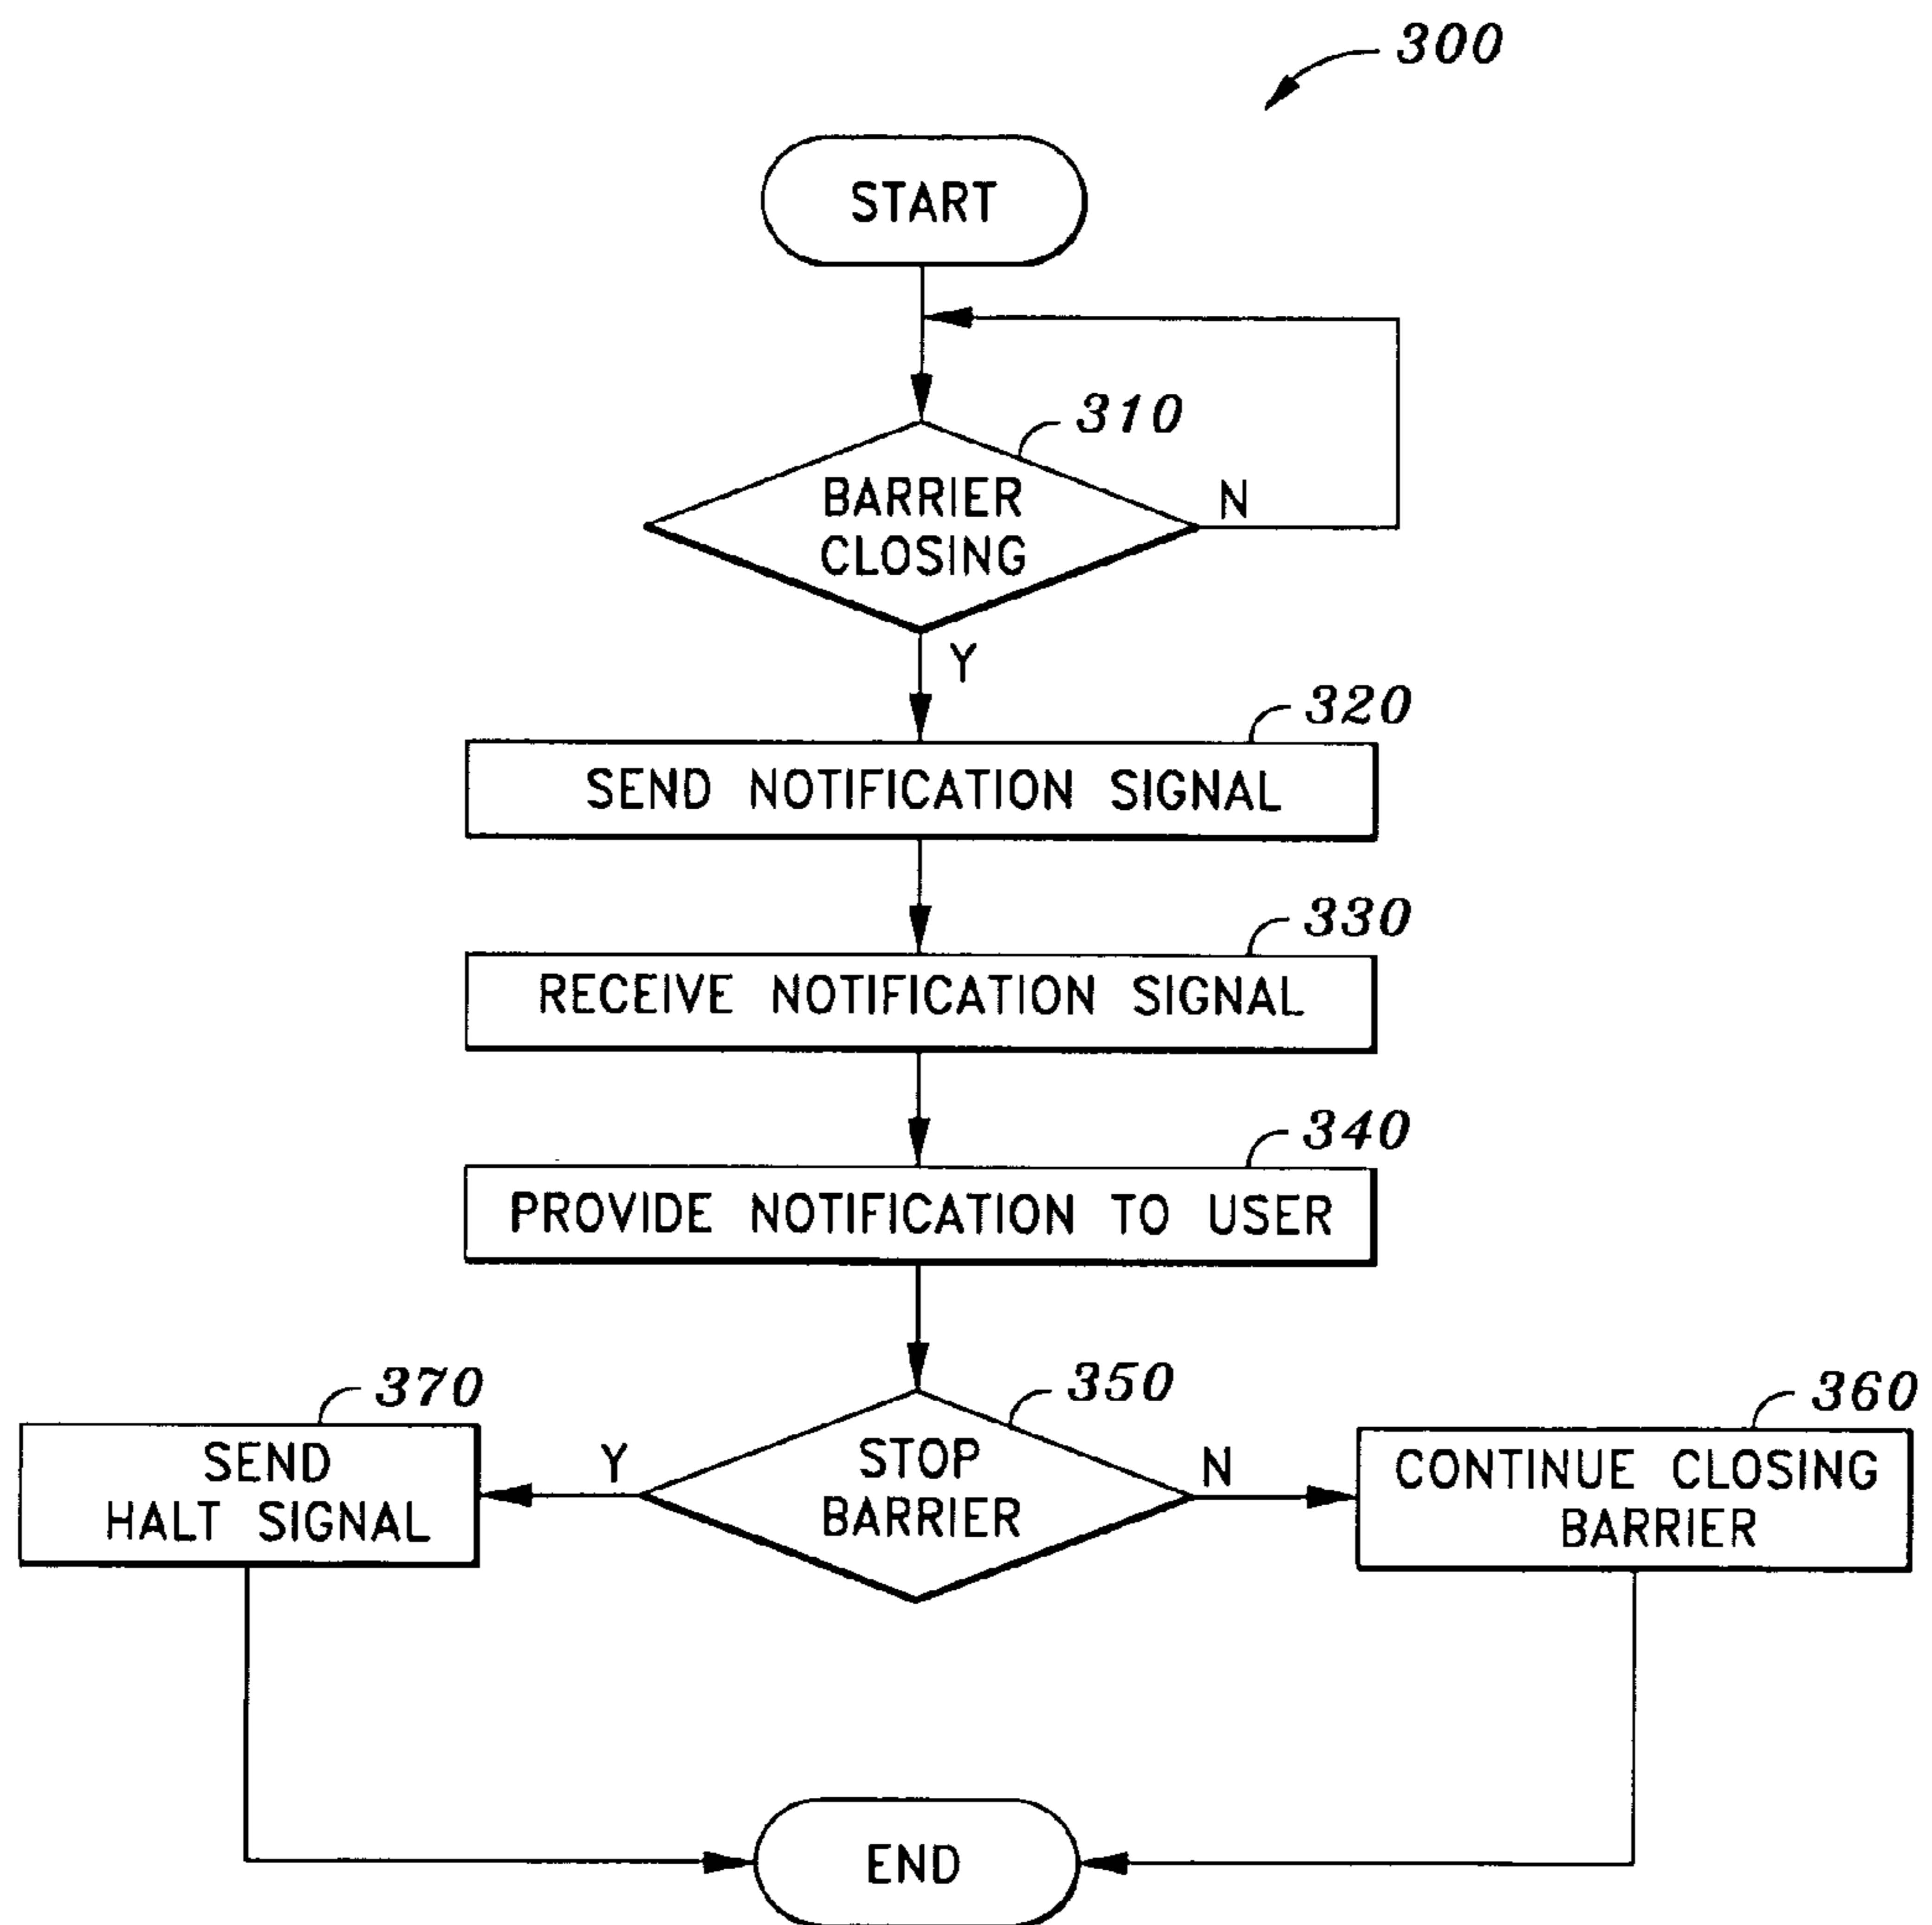 300
START
310
BARRIER
CLOSING
N
Y
320
SEND NOTIFICATION SIGNAL
330
RECEIVE NOTIFICATION SIGNAL
340
PROVIDE NOTIFICATION TO USER
370
350
360
SEND
HALT SIGNAL
Y
STOP
BARRIER
N
CONTINUE CLOSING
BARRIER
END